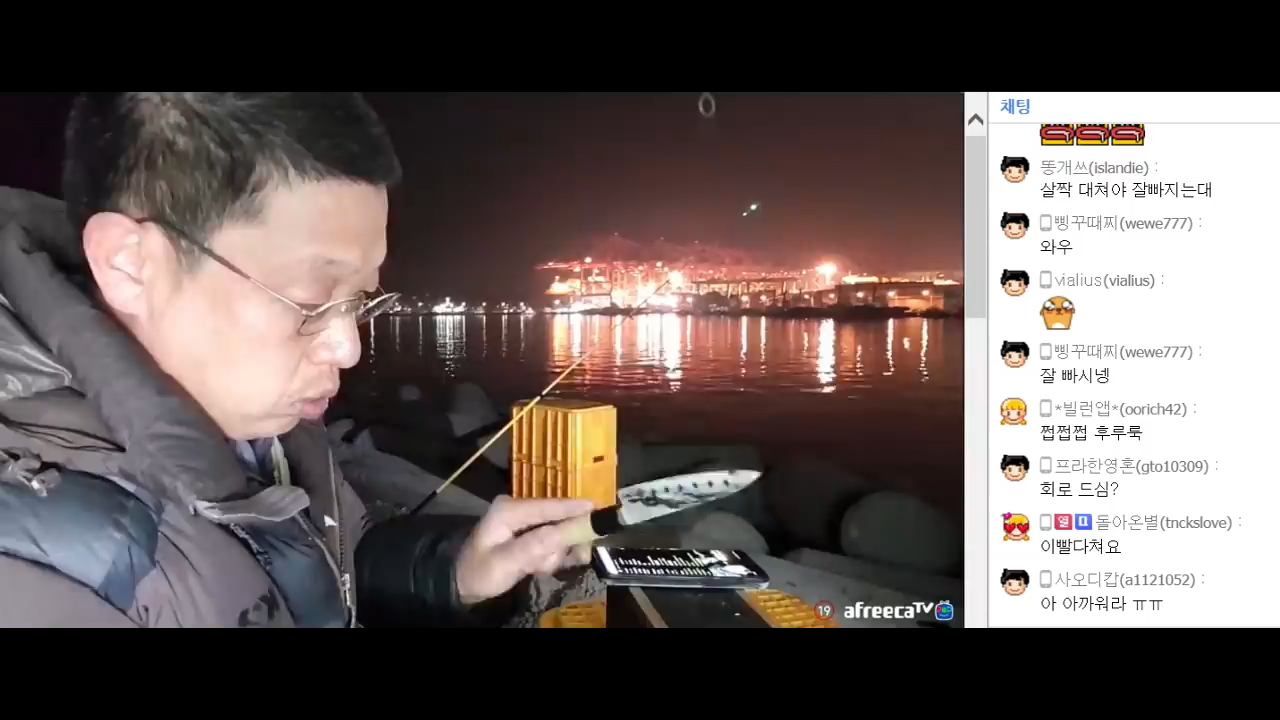 채팅
똥개쓰(islandie) :
살짝 대쳐야 잘빠지는대
삥꾸때찌(wewe777) :
와우
vialius(vialius) :
삥꾸때찌(wewe777) :
잘 빠시넹
*빌런앱*(oorich42) :
쩝쩝쩝 후루룩
프라한영혼(gto10309) :
회로 드심?
열 돌아온별(tnckslove) :
이빨다쳐요
사오디캅(a1121052) :
아 아까워라 ㅠㅠ
19 afreecaTV